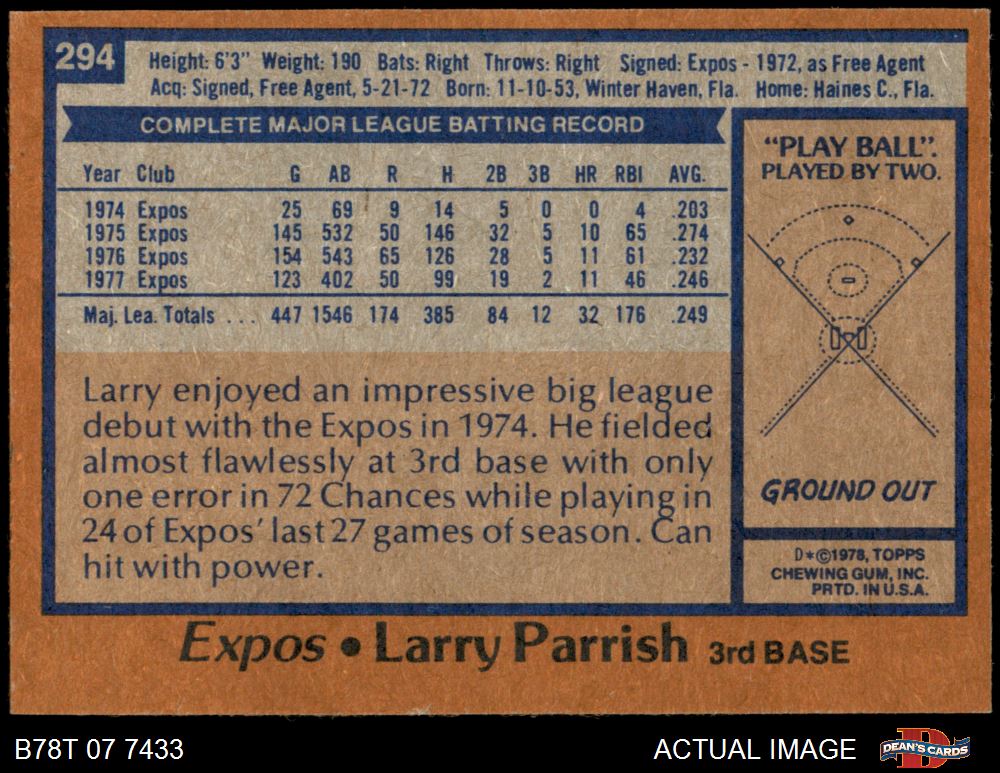 294
Height: 6'3" Weight: 190 Bats: Right Throws: Right Signed: Expos - 1972, as Free Agent
Acq: Signed, Free Agent, 5-21-72 Born: 11-10-53, Winter Haven, Fla. Home: Haines C., Fla.
COMPLETE MAJOR LEAGUE BATTING RECORD
Year Club G AB R H 2B 3B HR RBI AVG.
1974 Expos 25 69 9 14 5 0 0 4 .203
1975 Expos 145 532 50 146 32 5 10 65 .274
1976 Expos 154 543 65 126 28 5 11 61 .232
1977 Expos 123 402 50 99 19 2 11 46 .246
Maj. Lea. Totals . . . 447 1546 174 385 84 12 32 176 .249
Larry enjoyed an impressive big league
debut with the Expos in 1974. He fielded
almost flawlessly at 3rd base with only
one error in 72 Chances while playing in
24 of Expos' last 27 games of season. Can
hit with power.
"PLAY BALL".
PLAYED BY TWO.
GROUND OUT
D*©1978, TOPPS
CHEWING GUM, INC.
PRTD. IN U.S.A.
Expos • Larry Parrish 3rd BASE
B78T 07 7433
ACTUAL IMAGE
DEAN'S CARDS